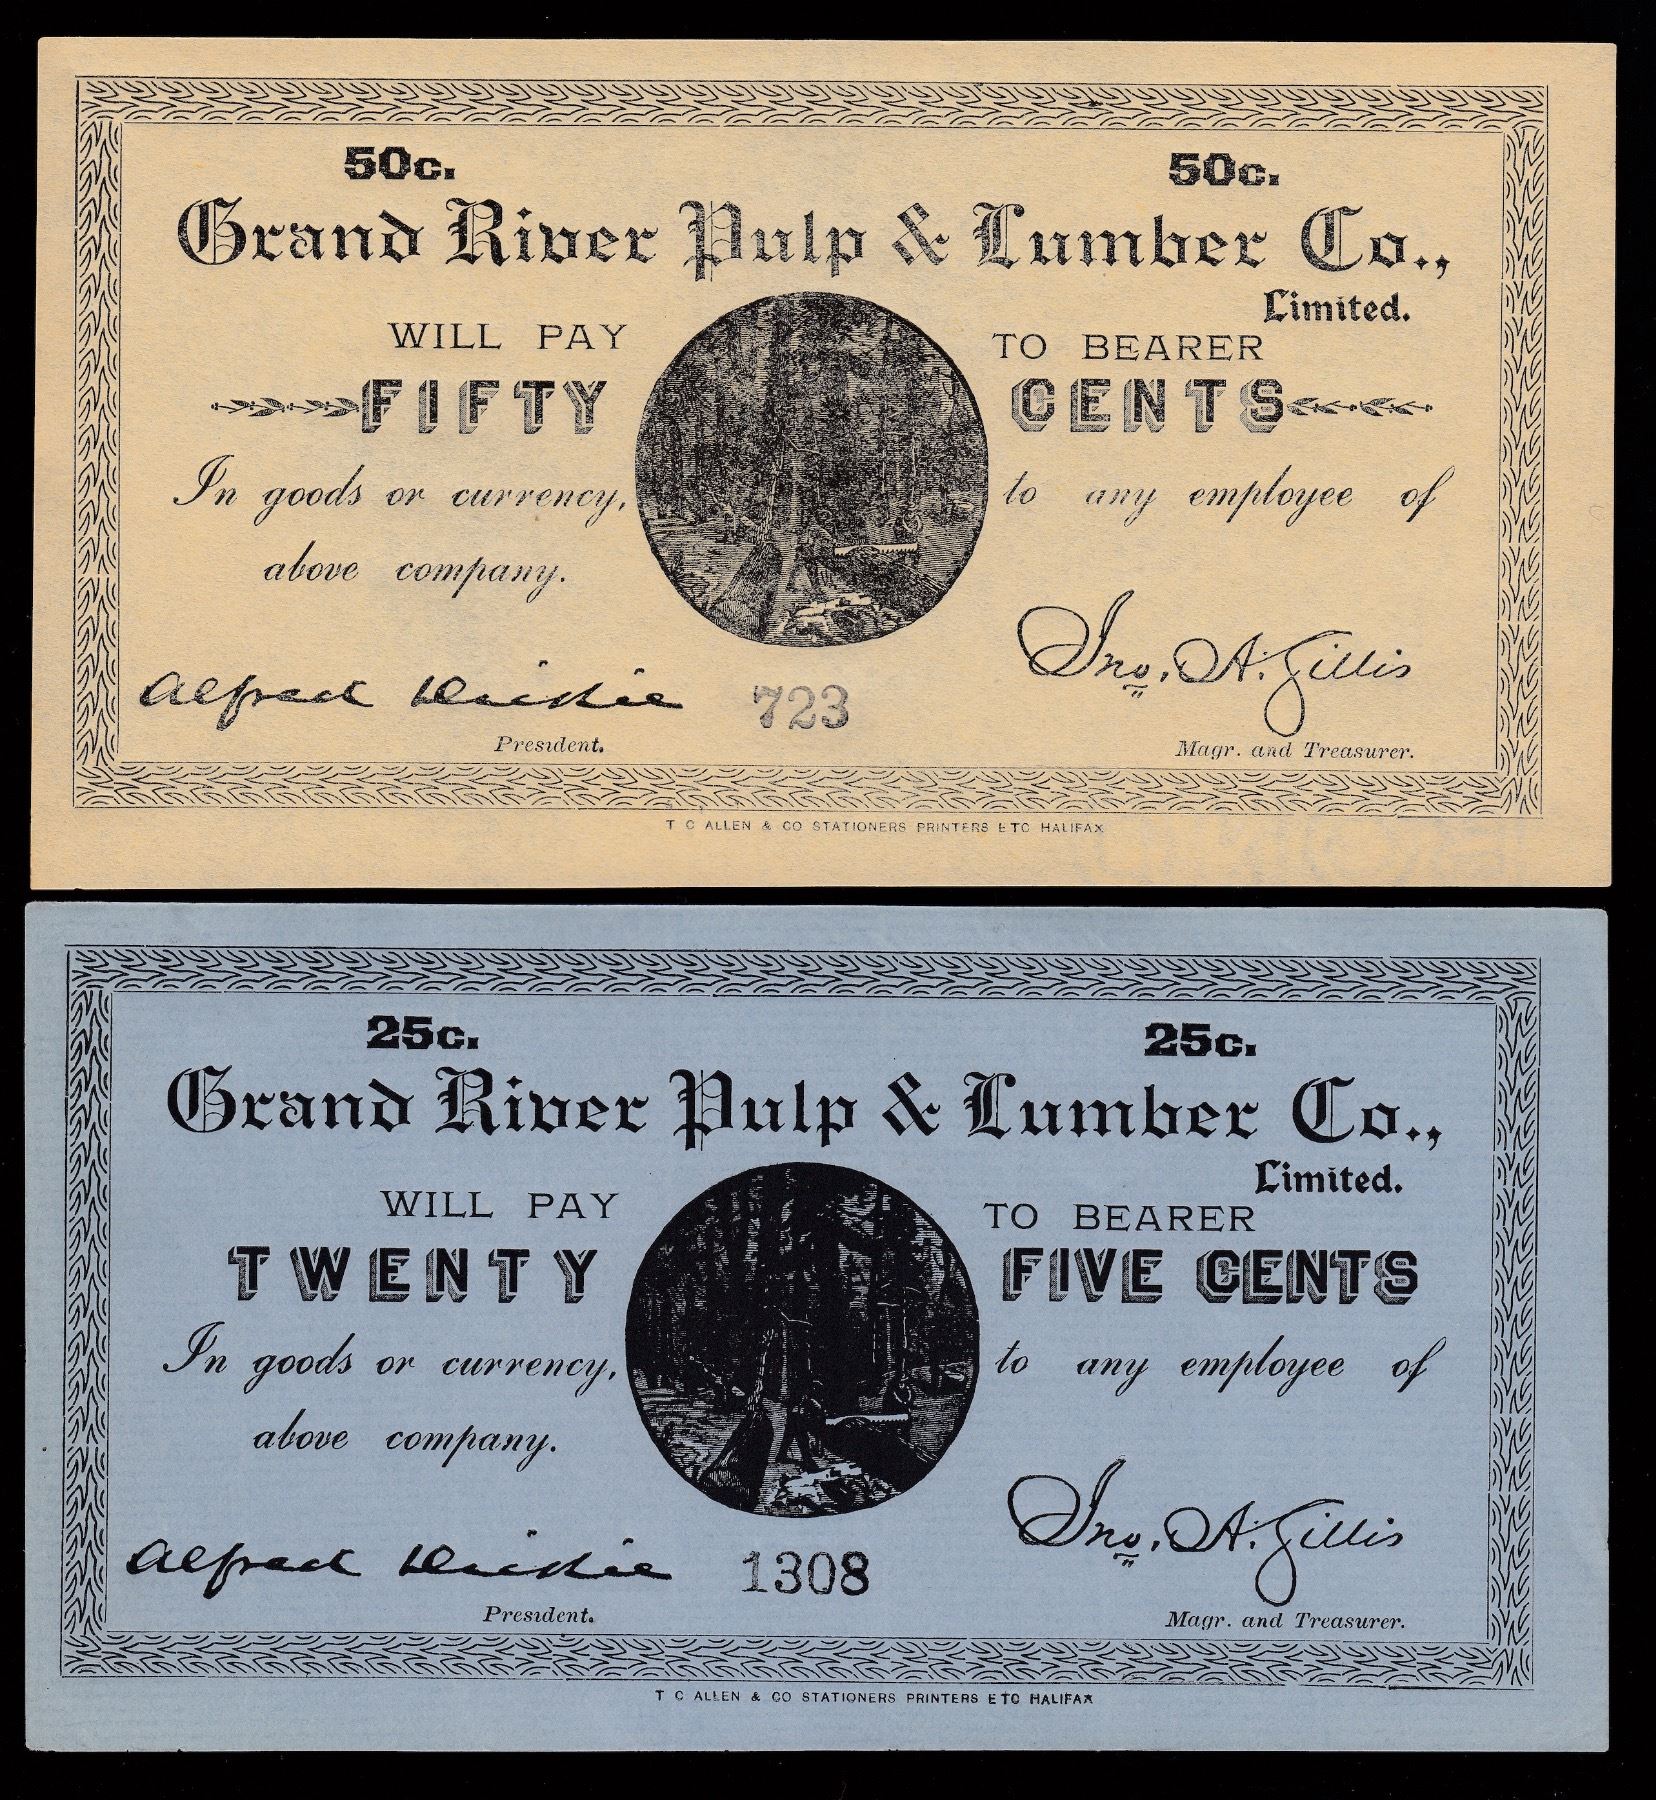 50c. 50c.
Grand River Pulp & Lumber Co.,
Limited.
WILL PAY TO BEARER
FIFTY CENTS
In goods or currency, to any employee of
above company.
Alfred Dickie 723 Jno. A. Gillis
President. Magr. and Treasurer.
T C ALLEN & CO STATIONERS PRINTERS ETC HALIFAX
25c. 25c.
Grand River Pulp & Lumber Co.,
Limited.
WILL PAY TO BEARER
TWENTY FIVE CENTS
In goods or currency, to any employee of
above company.
Alfred Dickie 1308 Jno. A. Gillis
President. Magr. and Treasurer.
T C ALLEN & CO STATIONERS PRINTERS ETC HALIFAX